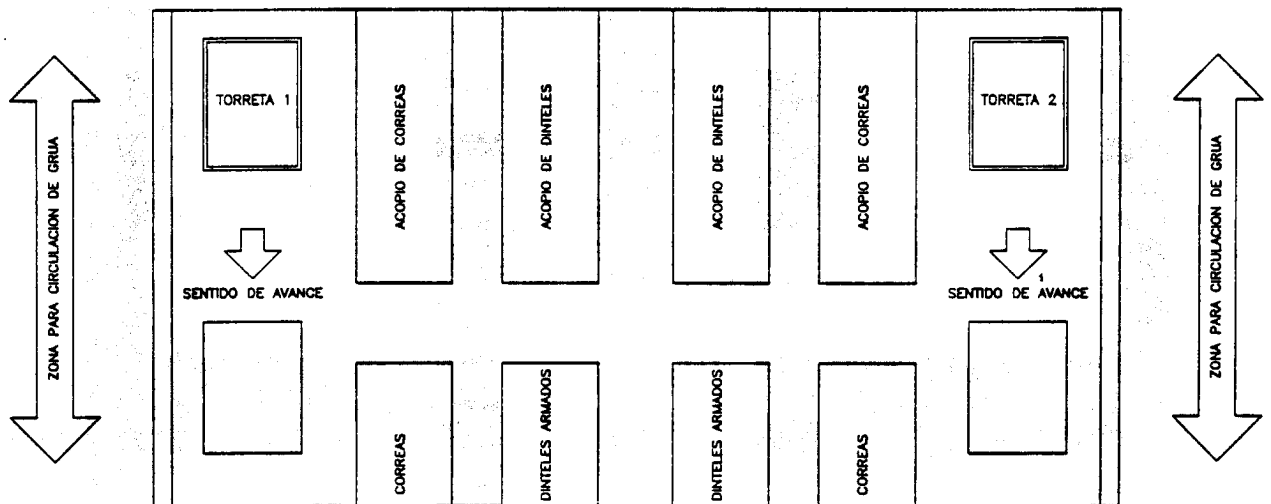 TORRETA 1
ACOPIO DE CORREAS
ACOPIO DE DINTELES
ACOPIO DE DINTELES
ACOPIO DE CORREAS
TORRETA 2
ZONA PARA CIRCULACION DE GRUA
ZONA PARA CIRCULACION DE GRUA
SENTIDO DE AVANCE
SENTIDO DE AVANCE
CORREAS
DINTELES ARMADOS
DINTELES ARMADOS
CORREAS